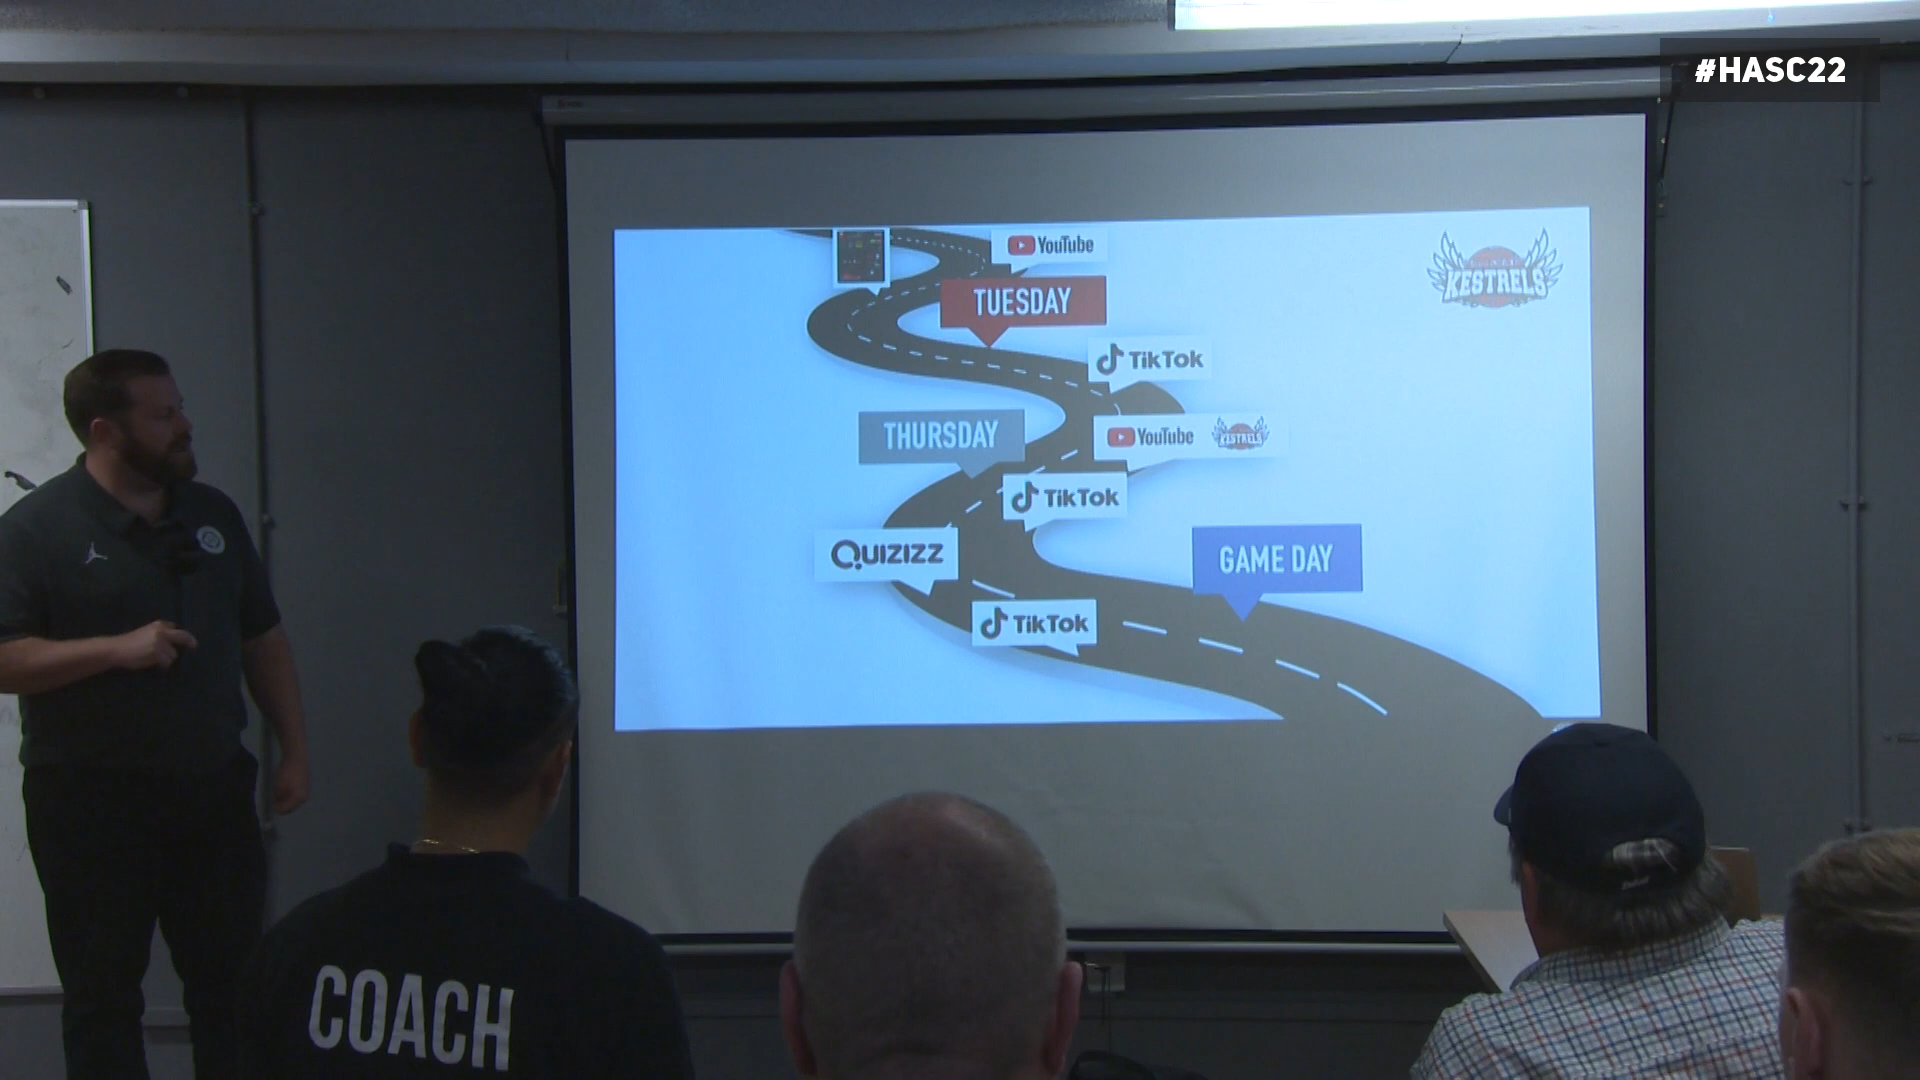 #HASC22
YouTube
KESTRELS
TUESDAY
TikTok
THURSDAY
YouTube
KESTRELS
TikTok
QUIZIZZ
GAME DAY
TikTok
COACH